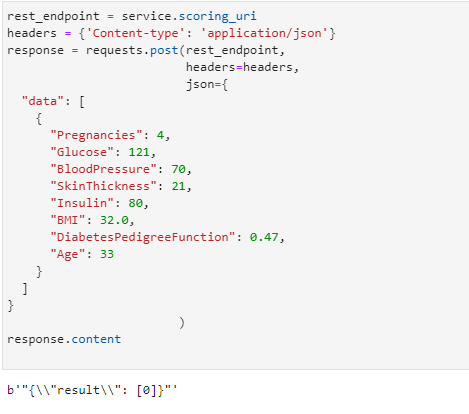 rest_endpoint = service.scoring_uri
headers = {'Content-type': 'application/json'}
response = requests.post(rest_endpoint,
                         headers=headers,
                         json={
  "data": [
    {
      "Pregnancies": 4,
      "Glucose": 121,
      "BloodPressure": 70,
      "SkinThickness": 21,
      "Insulin": 80,
      "BMI": 32.0,
      "DiabetesPedigreeFunction": 0.47,
      "Age": 33
    }
  ]
}
                        )
response.content
b'"{\\"result\\": [0]}"'